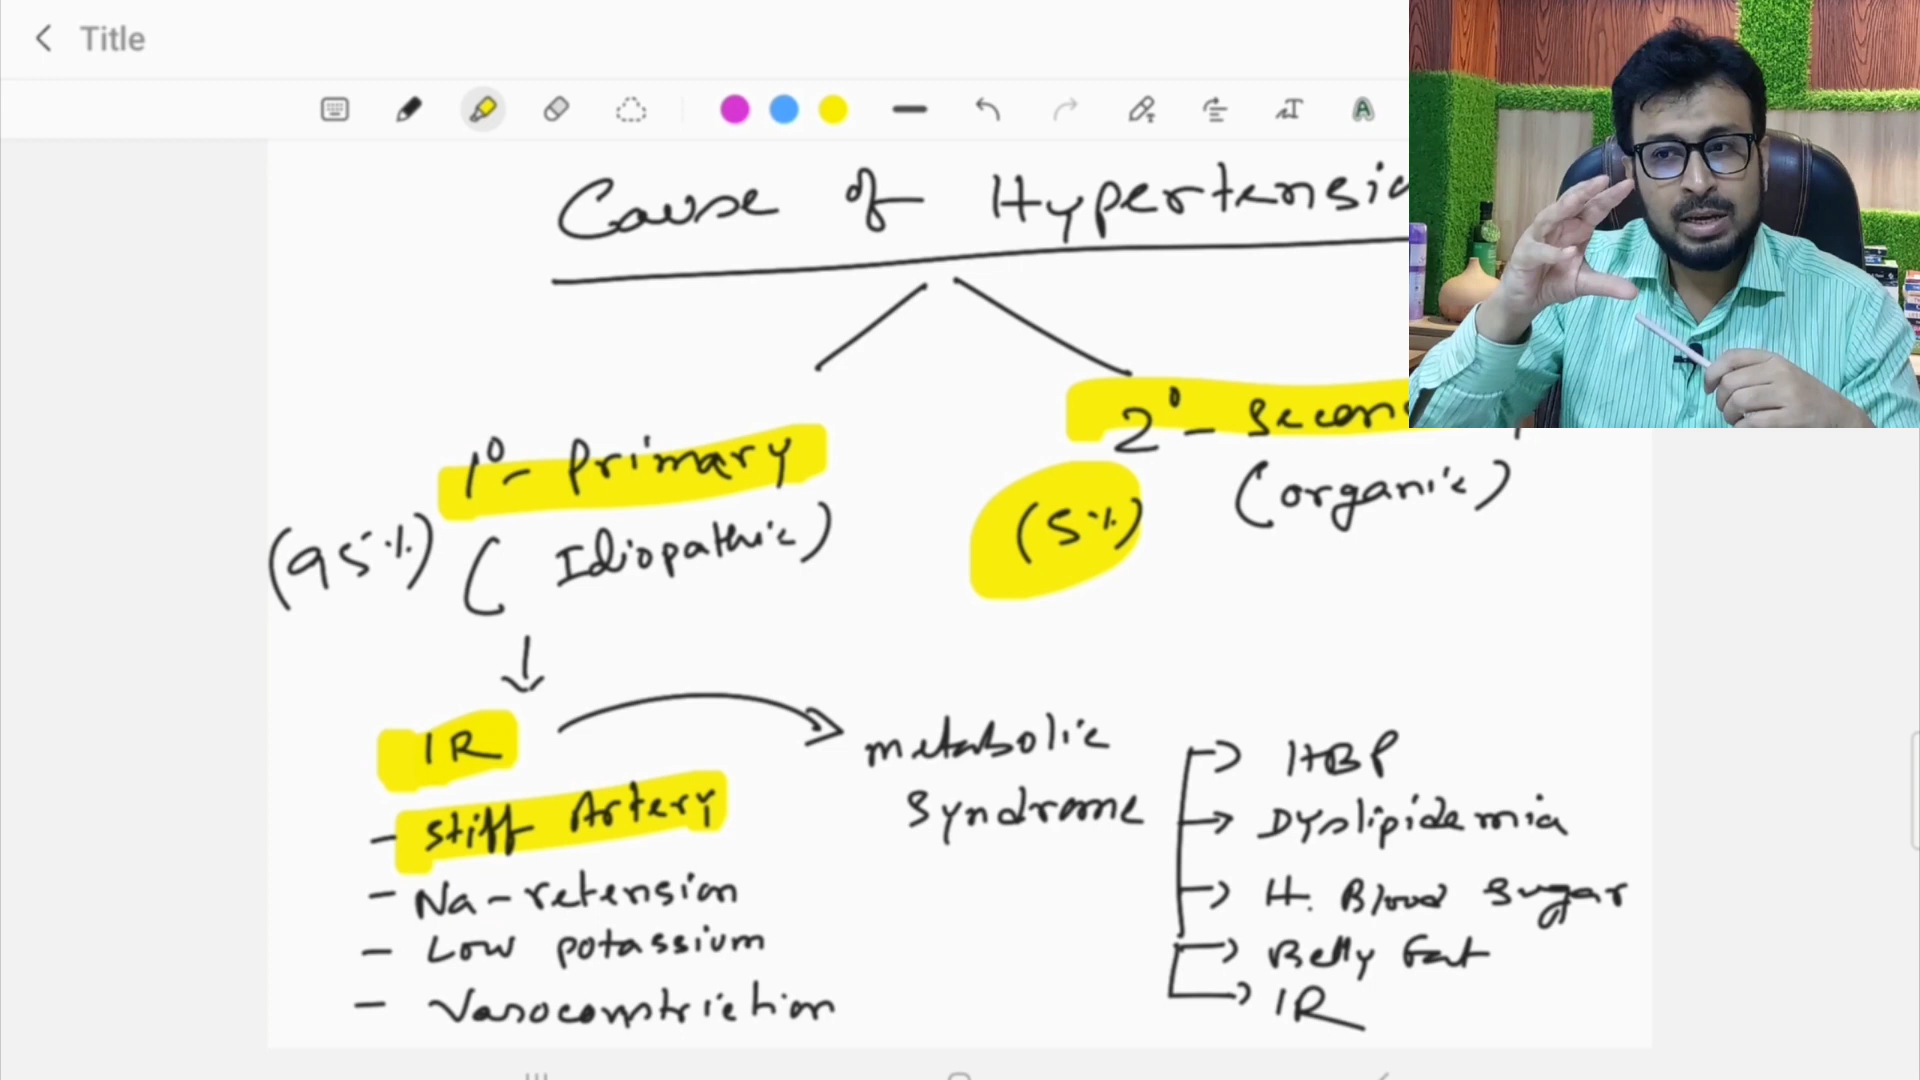 Title
Cause of Hypertensio
1° - Primary
2° - Secon
(95%)
(Idiopathic)
(5%)
(organic)
IR
metabolic
syndrome
HBP
- Stiff Artery
Dyslipidemia
- Na-retension
H. Blood Sugar
- Low potassium
Belly Fat
- Vasoconstriction
IR